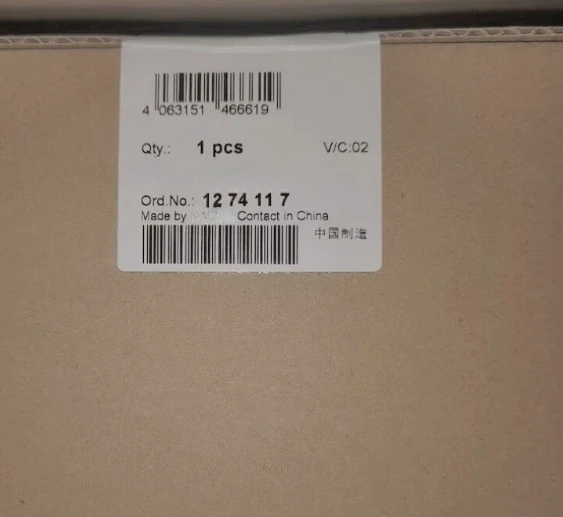 4 063151 466619
Qty.: 1 pcs V/C:02
Ord.No.: 12 74 11 7
Made by Contact in China
中国制造